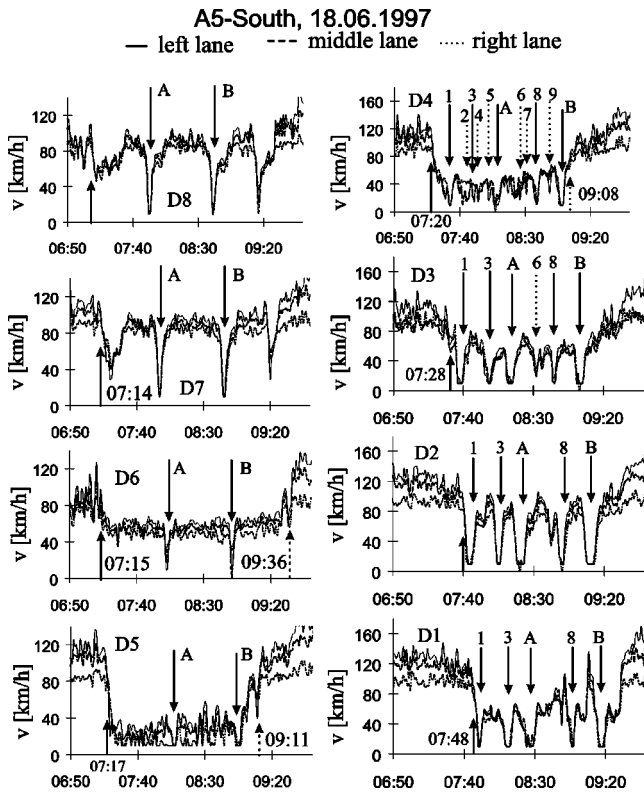 A5-South, 18.06.1997
left lane middle lane right lane
v [km/h]
120
80
40
0
A B
D8
06:50 07:40 08:30 09:20
v [km/h]
120
80
40
0
A B
07:14 D7
06:50 07:40 08:30 09:20
v [km/h]
120
80
40
0
D6 A B
07:15 09:36
06:50 07:40 08:30 09:20
v [km/h]
120
80
40
0
D5 A B
09:11
06:50 07:40 08:30 09:20
07:17
v [km/h]
160
120
80
40
0
D4 1 2 3 4 5 A 6 7 8 9 B
09:08
07:20
06:50 07:40 08:30 09:20
v [km/h]
160
120
80
40
0
D3 1 3 A 6 8 B
07:28
06:50 07:40 08:30 09:20
v [km/h]
160
120
80
40
0
D2 1 3 A 8 B
07:40
06:50 07:40 08:30 09:20
v [km/h]
160
120
80
40
0
D1 1 3 A 8 B
07:48
06:50 07:40 08:30 09:20